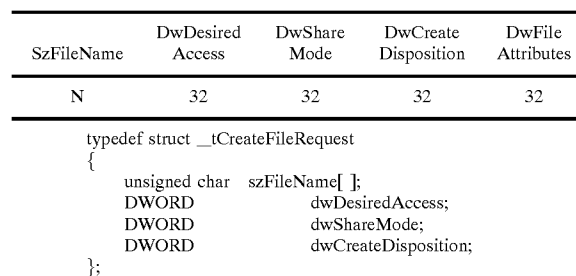 SzFileName DwDesired Access DwShare Mode DwCreate Disposition DwFile Attributes
N 32 32 32 32
typedef struct __tCreateFileRequest
{
unsigned char szFileName[ ];
DWORD dwDesiredAccess;
DWORD dwShareMode;
DWORD dwCreateDisposition;
};